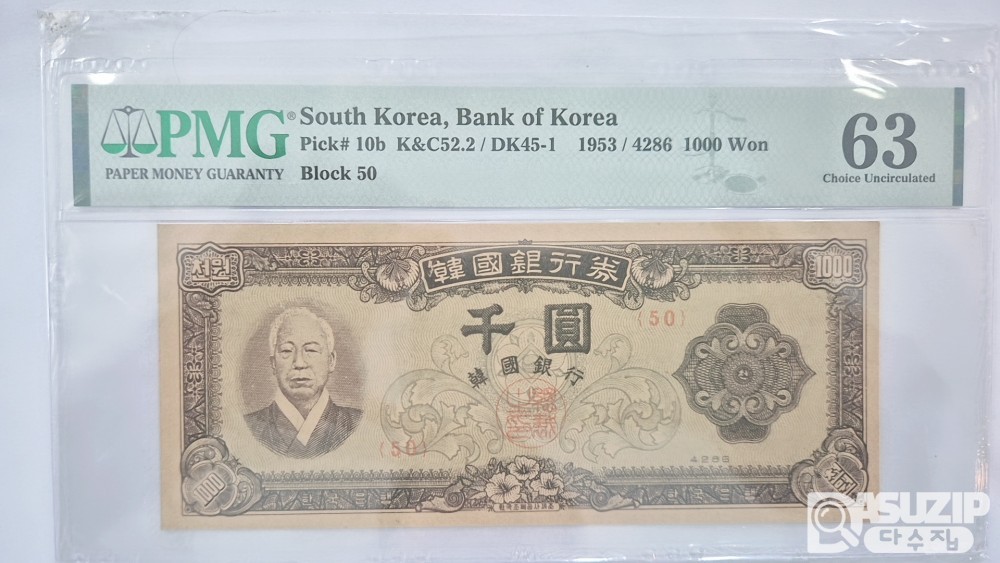 PMG®
PAPER MONEY GUARANTY
South Korea, Bank of Korea
Pick# 10b K&C52.2 / DK45-1 1953 / 4286 1000 Won
Block 50
63
Choice Uncirculated
韓國銀行券
1000
千圓
(50)
韓國銀行
(50)
4286
1000
DASUZIP
다수집